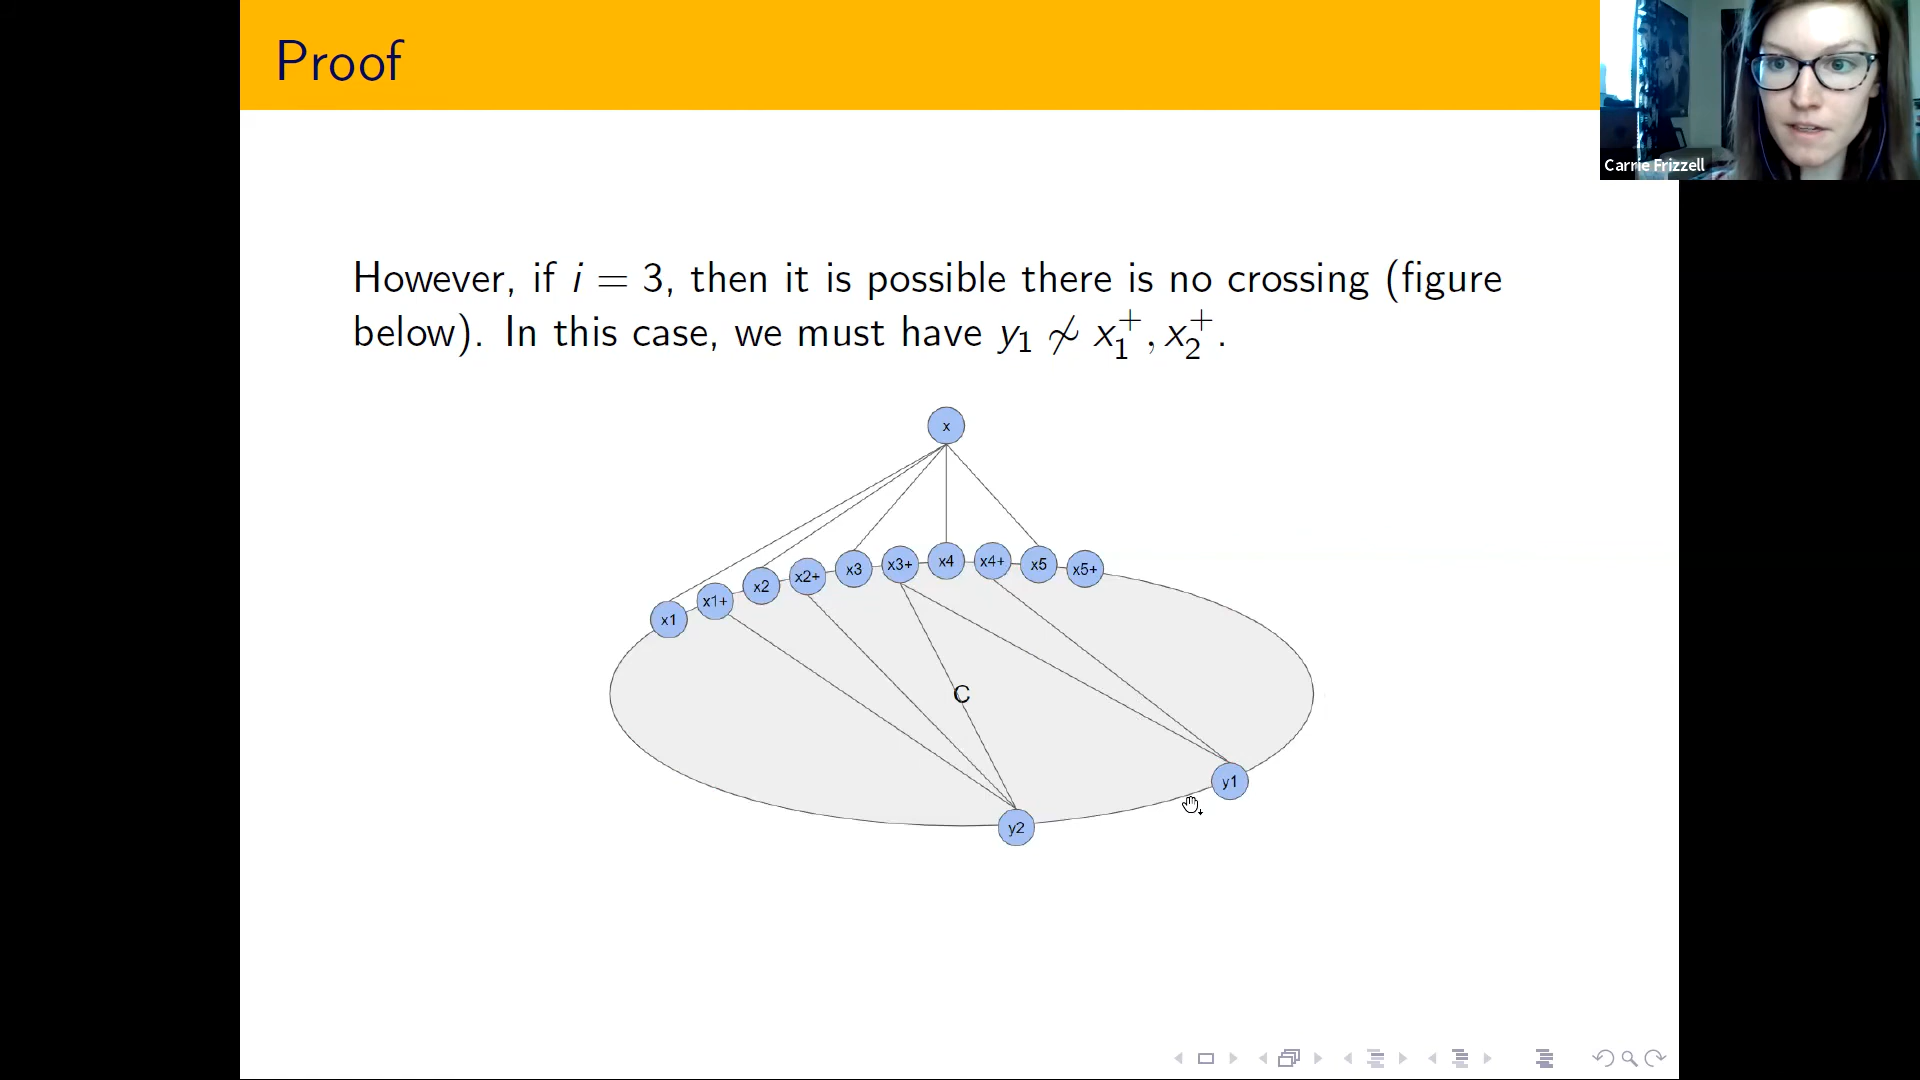 Proof
Carrie Frizzell
However, if i = 3, then it is possible there is no crossing (figure
below). In this case, we must have y₁ ≁ x₁⁺, x₂⁺.
x
x1
x1+
x2
x2+
x3
x3+
x4
x4+
x5
x5+
C
y1
y2